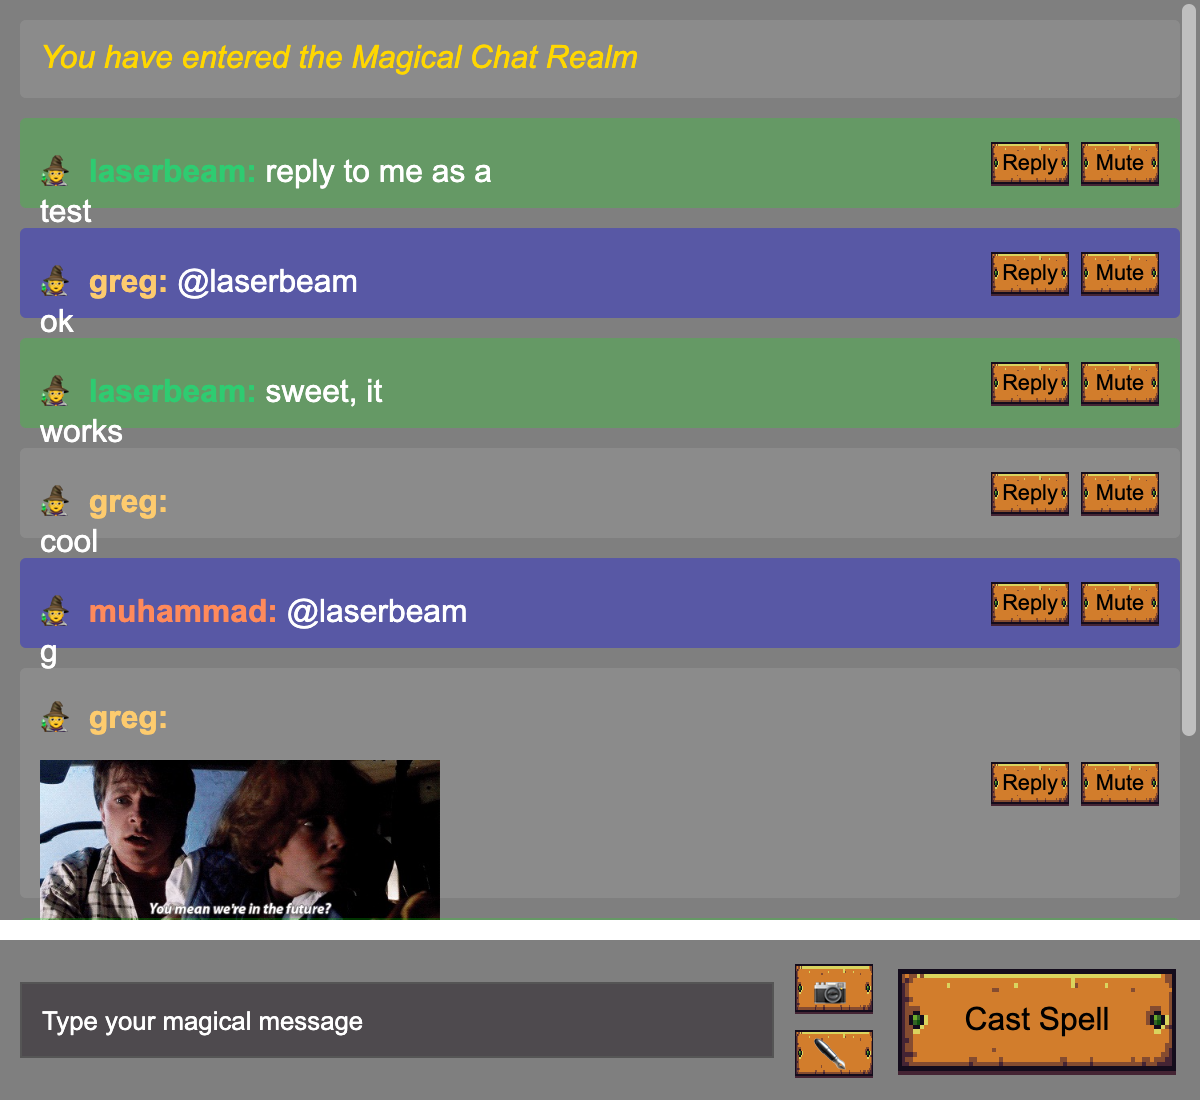 You have entered the Magical Chat Realm
laserbeam: reply to me as a
test
Reply Mute
greg: @laserbeam
ok
Reply Mute
laserbeam: sweet, it
works
Reply Mute
greg:
cool
Reply Mute
muhammad: @laserbeam
g
Reply Mute
greg:
Reply Mute
You mean we're in the future?
Type your magical message
Cast Spell